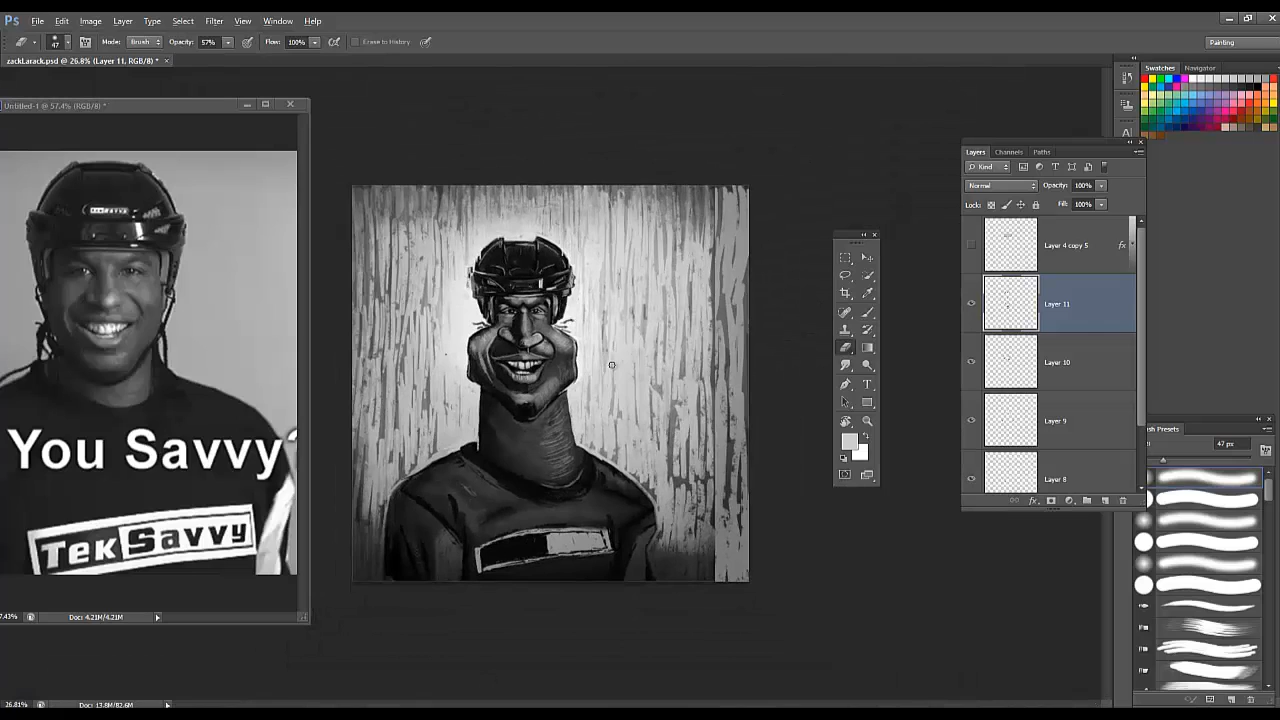 Ps File Edit Image Layer Type Select Filter View Window Help
47 Mode: Brush Opacity: 57% Flow: 100% Erase to History Painting
zackLarack.psd @ 26.8% (Layer 11, RGB/8) * ×
Swatches Navigator
Untitled-1 @ 57.4% (RGB/8) *
Layers Channels Paths
Kind
Normal Opacity: 100%
Lock: Fill: 100%
TEKSAVVY
Layer 4 copy 5 fx
Layer 11
Layer 10
Layer 9
Layer 8
You Savvy?
TekSavvy
Brush Presets
47 px
Doc: 4.21M/4.21M
26.81% Doc: 13.8M/82.6M